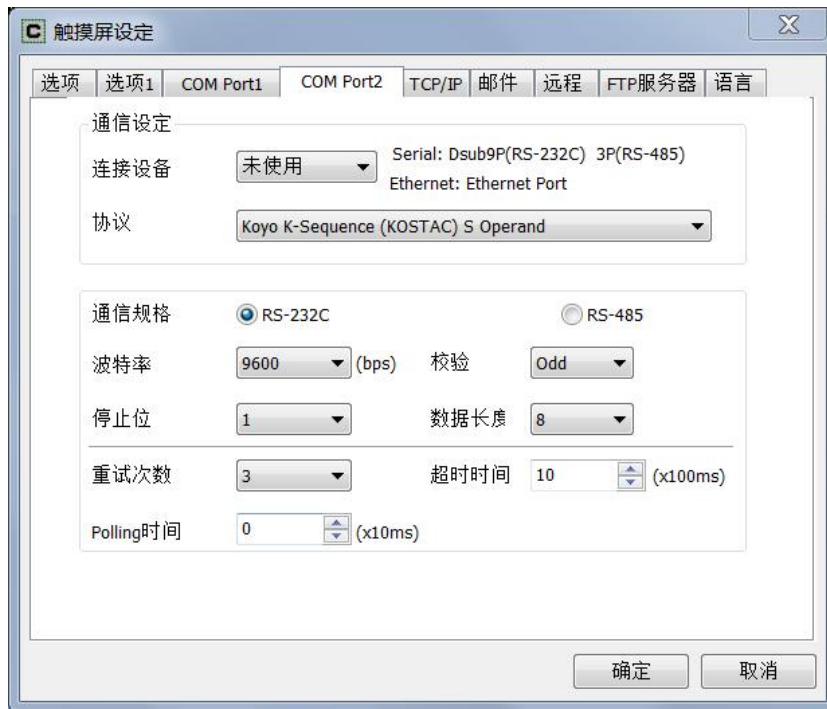 C 触摸屏设定
选项 选项1 COM Port1 COM Port2 TCP/IP 邮件 远程 FTP服务器 语言
通信设定
连接设备 未使用 Serial: Dsub9P(RS-232C) 3P(RS-485)
Ethernet: Ethernet Port
协议 Koyo K-Sequence (KOSTAC) S Operand
通信规格 RS-232C RS-485
波特率 9600 (bps) 校验 Odd
停止位 1 数据长度 8
重试次数 3 超时时间 10 (x100ms)
Polling时间 0 (x10ms)
确定 取消